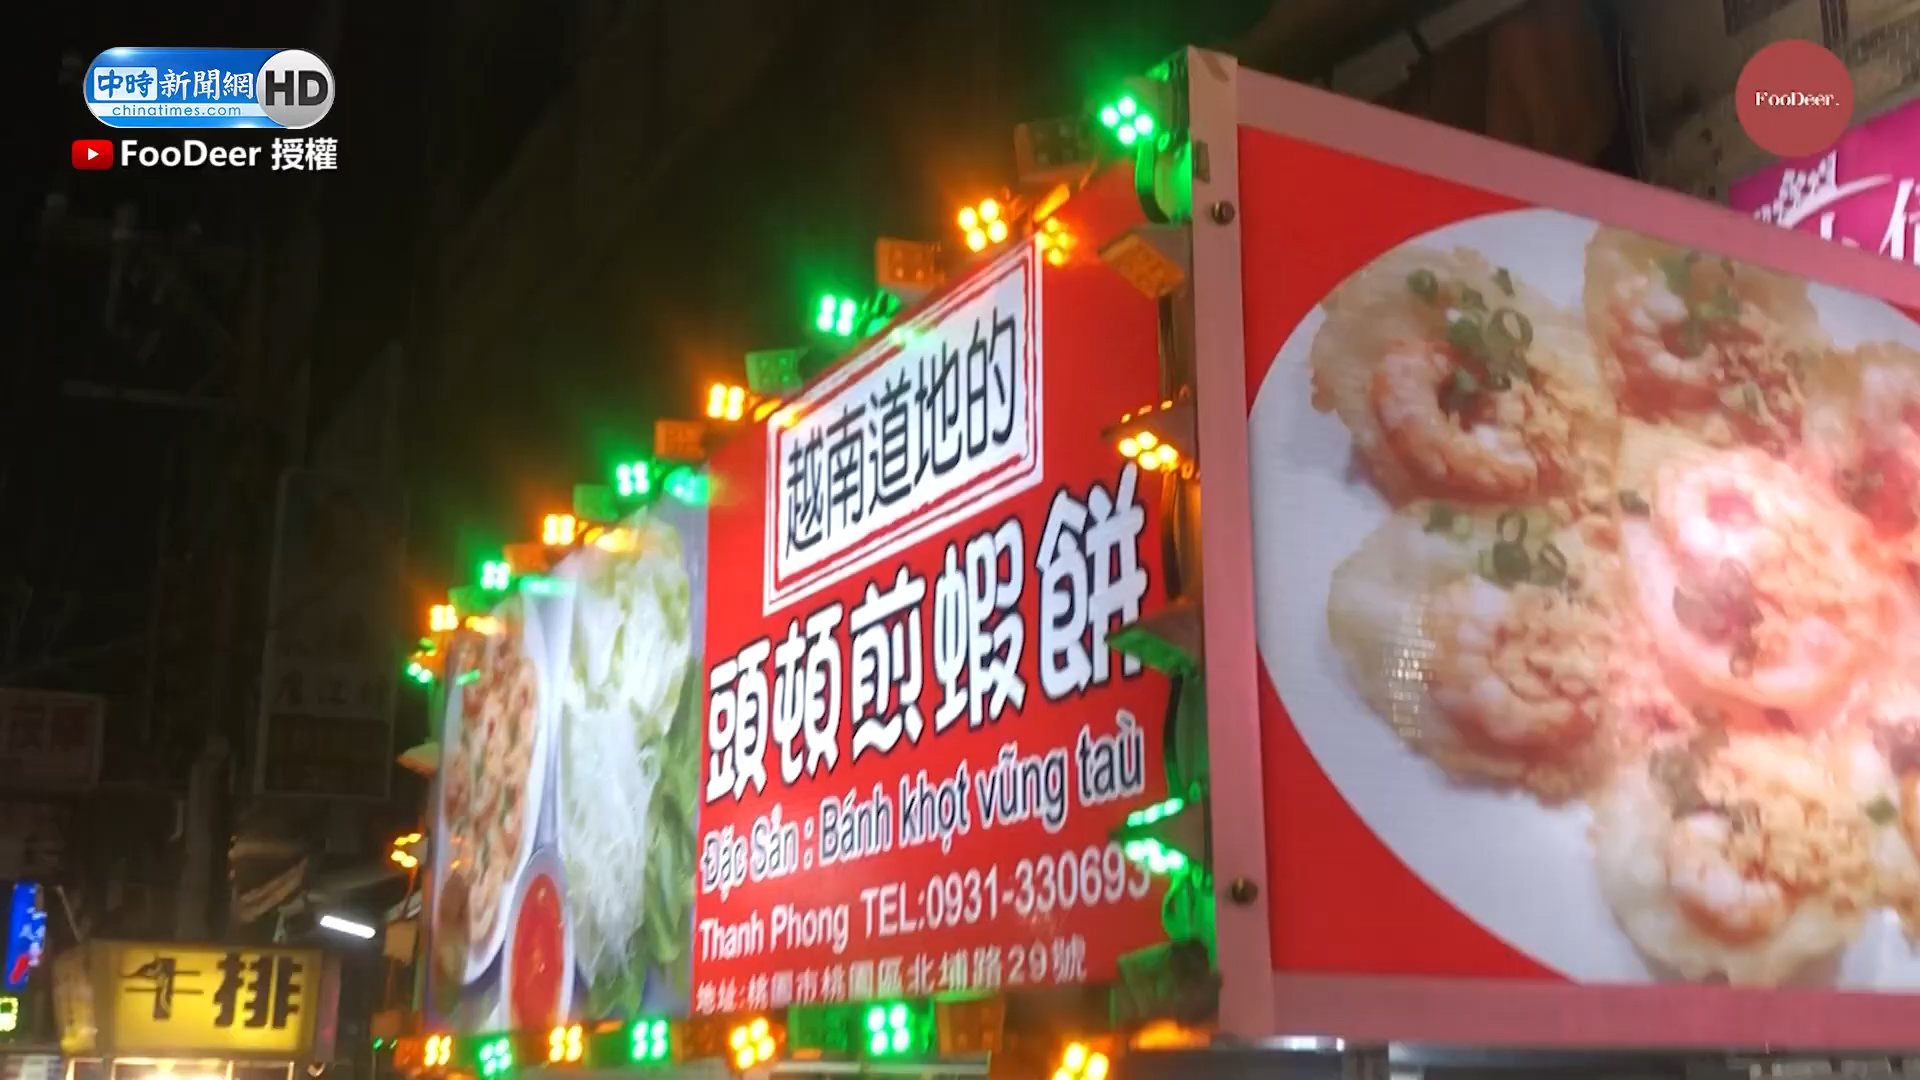 中時新聞網 HD
chinatimes.com
FooDeer 授權
FooDeer.
越南道地的
頭頓煎蝦餅
Đặc Sản : Bánh khọt vũng taù
Thanh Phong TEL:0931-330693
地址:桃園市桃園區北埔路29號
牛排